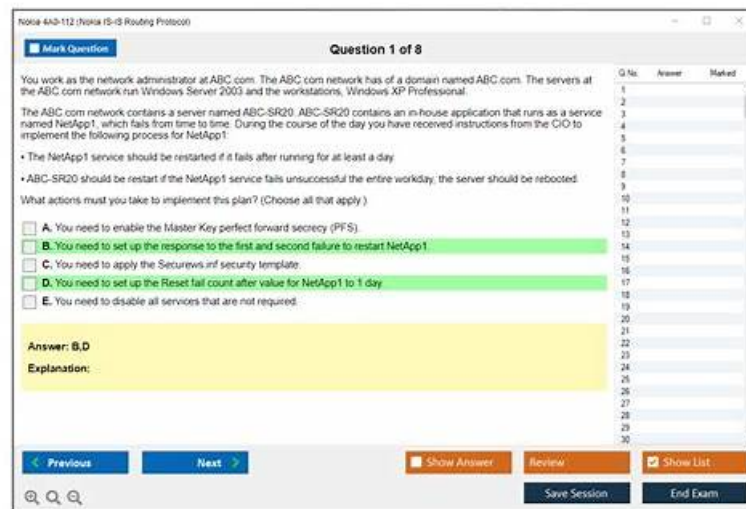 Nokia 4A0-112 (Nokia IS-IS Routing Protocol)
Mark Question
Question 1 of 8
You work as the network administrator at ABC.com. The ABC.com network has of a domain named ABC.com. The servers at
the ABC.com network run Windows Server 2003 and the workstations, Windows XP Professional.
The ABC.com network contains a server named ABC-SR20. ABC-SR20 contains an in-house application that runs as a service
named NetApp1, which fails from time to time. During the course of the day you have received instructions from the CIO to
implement the following process for NetApp1:
• The NetApp1 service should be restarted if it fails after running for at least a day.
• ABC-SR20 should be restart if the NetApp1 service fails unsuccessful the entire workday, the server should be rebooted.
What actions must you take to implement this plan? (Choose all that apply.)
A. You need to enable the Master Key perfect forward secrecy (PFS).
B. You need to set up the response to the first and second failure to restart NetApp1.
C. You need to apply the Securews.inf security template.
D. You need to set up the Reset fail count after value for NetApp1 to 1 day.
E. You need to disable all services that are not required.
Answer: B,D
Explanation:
Q.No. Answer Marked
1
2
3
4
5
6
7
8
9
10
11
12
13
14
15
16
17
18
19
20
21
22
23
24
25
26
27
28
29
30
Previous
Next
Show Answer
Review
Show List
Save Session
End Exam